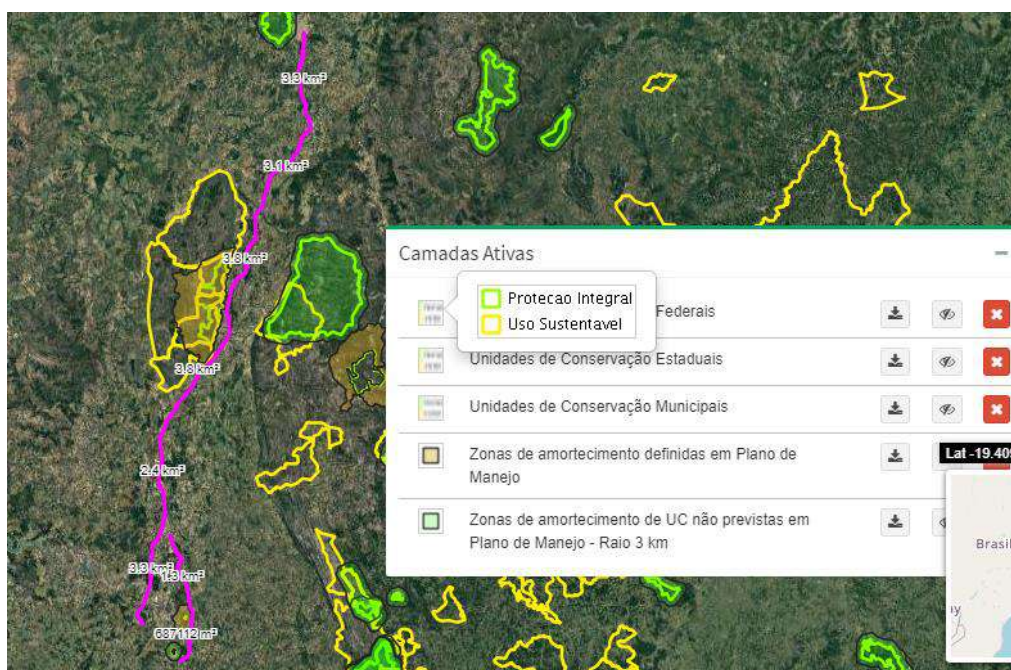 3.3 km²
3.1 km²
3.8 km²
3.8 km²
2.4 km²
3.3 km²
1.3 km²
687112 m²
Camadas Ativas
Protecao Integral
Uso Sustentavel
Federais
Unidades de Conservação Estaduais
Unidades de Conservação Municipais
Zonas de amortecimento definidas em Plano de
Manejo
Lat -19.409
Zonas de amortecimento de UC não previstas em
Plano de Manejo - Raio 3 km
Brasil